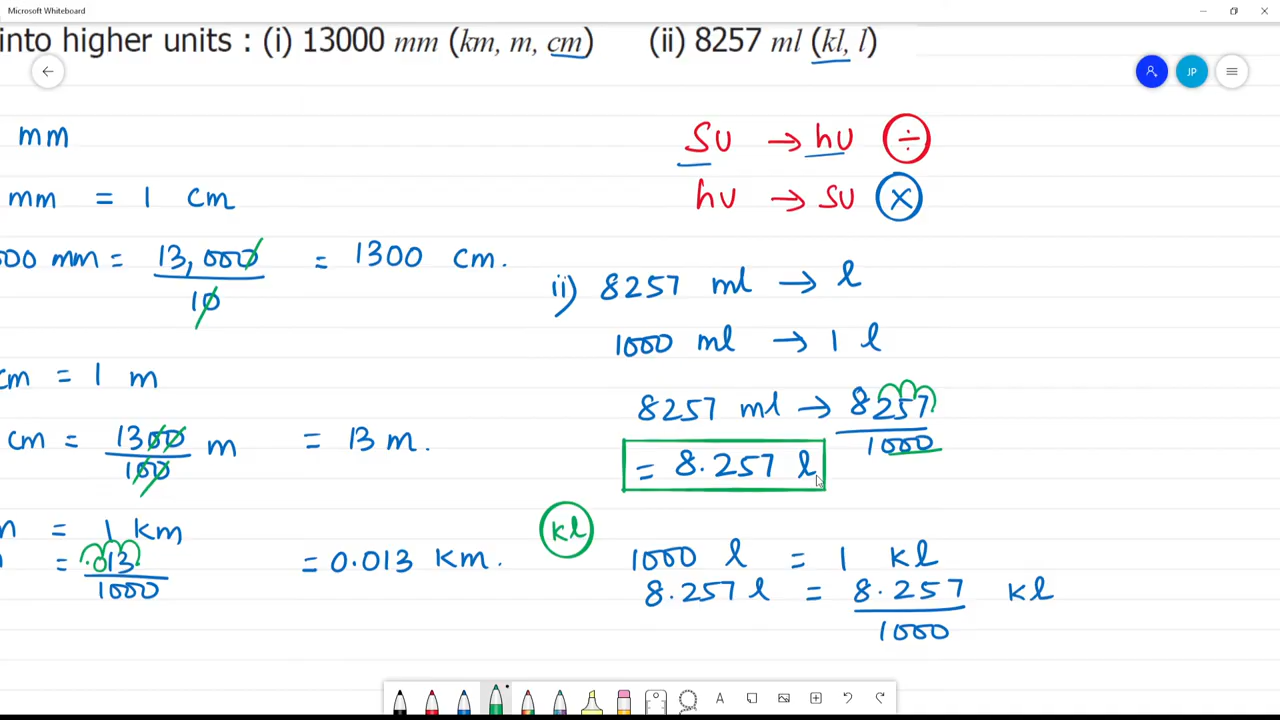 Microsoft Whiteboard
into higher units : (i) 13000 mm (km, m, cm) (ii) 8257 ml (kl, l)
JP
mm
mm = 1 cm
000 mm = 13,000 / 10 = 1300 cm.
cm = 1 m
cm = 1300 / 100 m = 13 m.
m = 1 km
= .013 / 1000 = 0.013 km.
SU → hU ÷
hU → SU X
ii) 8257 ml → l
1000 ml → 1 l
8257 ml → 8257 / 1000
= 8.257 l
kl
1000 l = 1 kl
8.257 l = 8.257 / 1000 kl
A